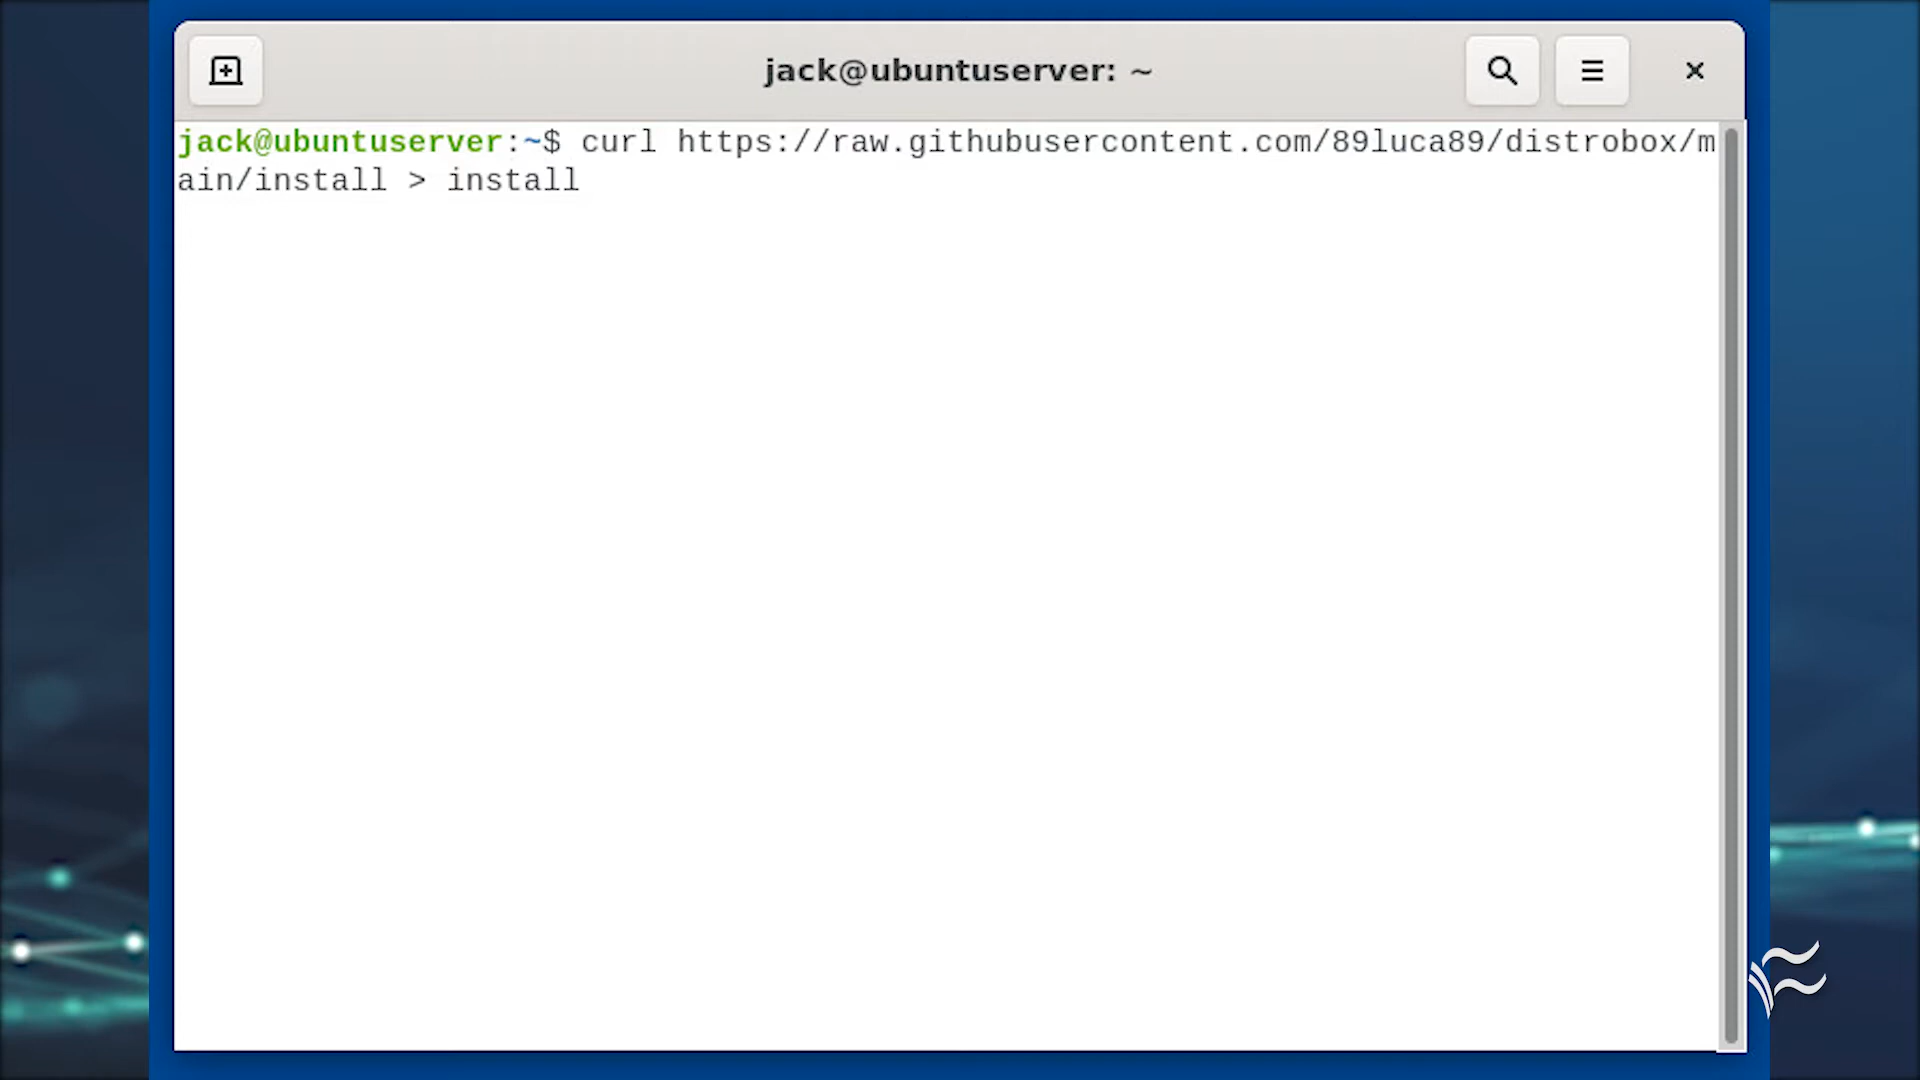 jack@ubuntuserver: ~
jack@ubuntuserver:~$ curl https://raw.githubusercontent.com/89luca89/distrobox/m
ain/install > install